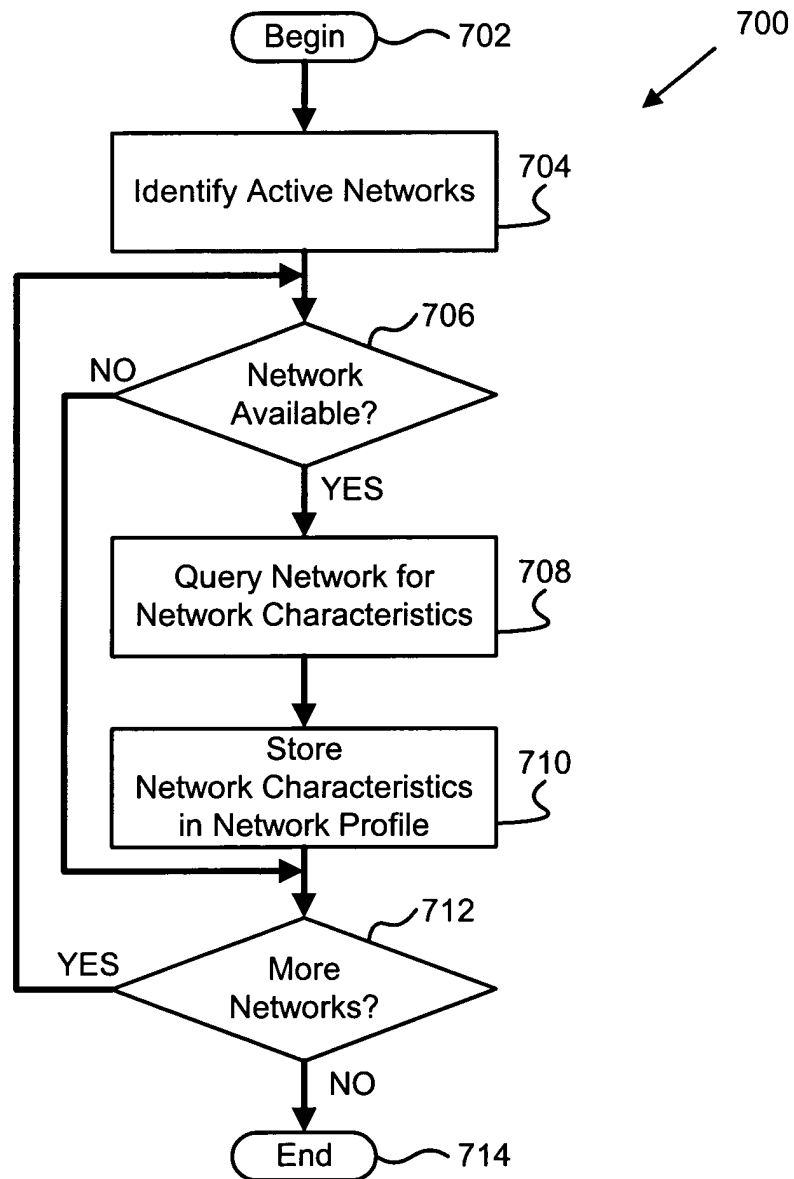 Begin
702
700
Identify Active Networks
704
706
NO
Network
Available?
YES
Query Network for
Network Characteristics
708
Store
Network Characteristics
in Network Profile
710
712
YES
More
Networks?
NO
End
714